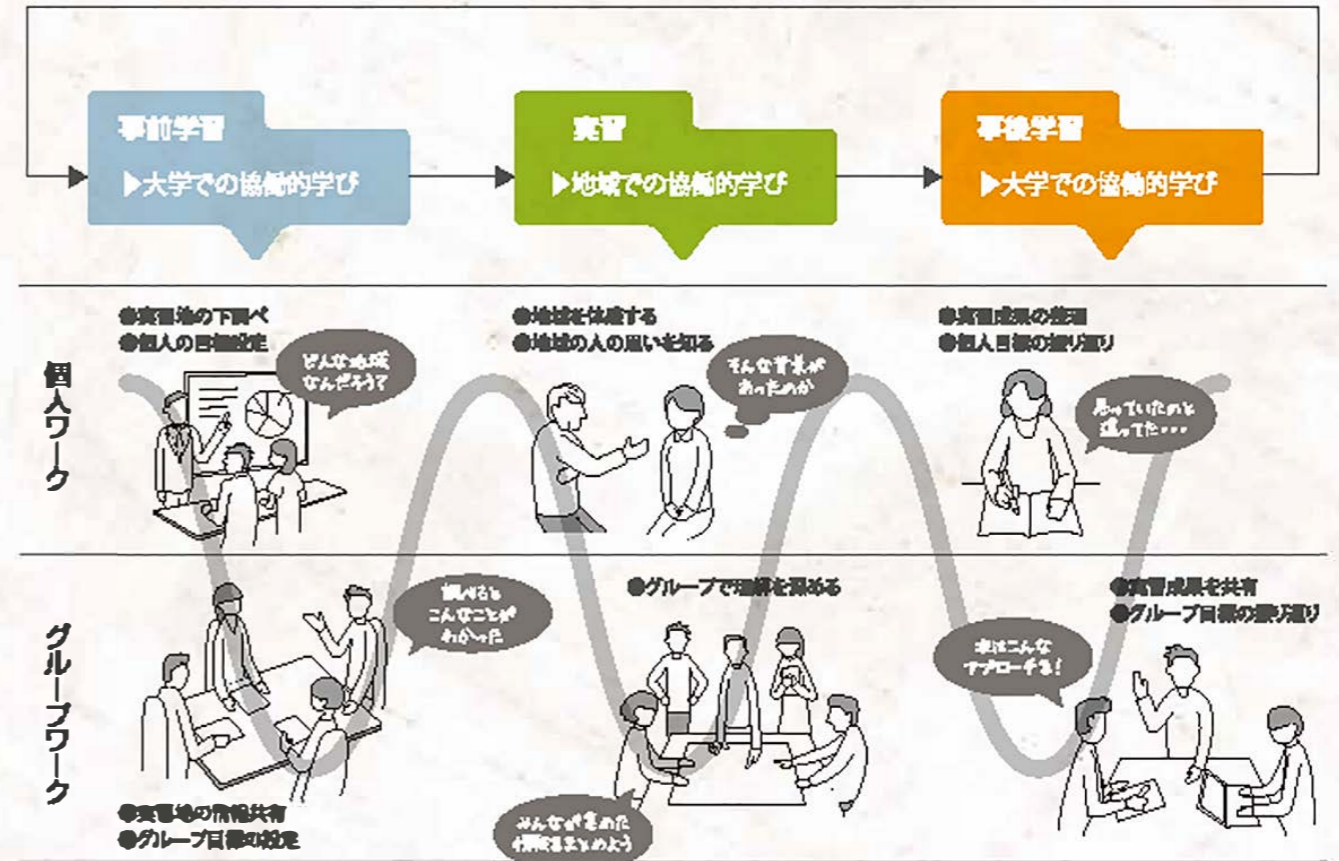 事前学習
▶大学での協働的学び
実習
▶地域での協働的学び
事後学習
▶大学での協働的学び
個人ワーク
●実習地の下調べ
●個人の目標設定
どんな地域
なんだろう?
●地域を体感する
●地域の人の思いを知る
そんな背景が
あったのか
●実習成果の整理
●個人目標の振り返り
思っていたのと
違ってた・・・
グループワーク
調べると
こんなことが
わかった
●実習地の情報共有
●グループ目標の設定
●グループで理解を深める
みんなが集めた
情報をまとめよう
●実習成果を共有
●グループ目標の振り返り
次はこんな
アプローチを!